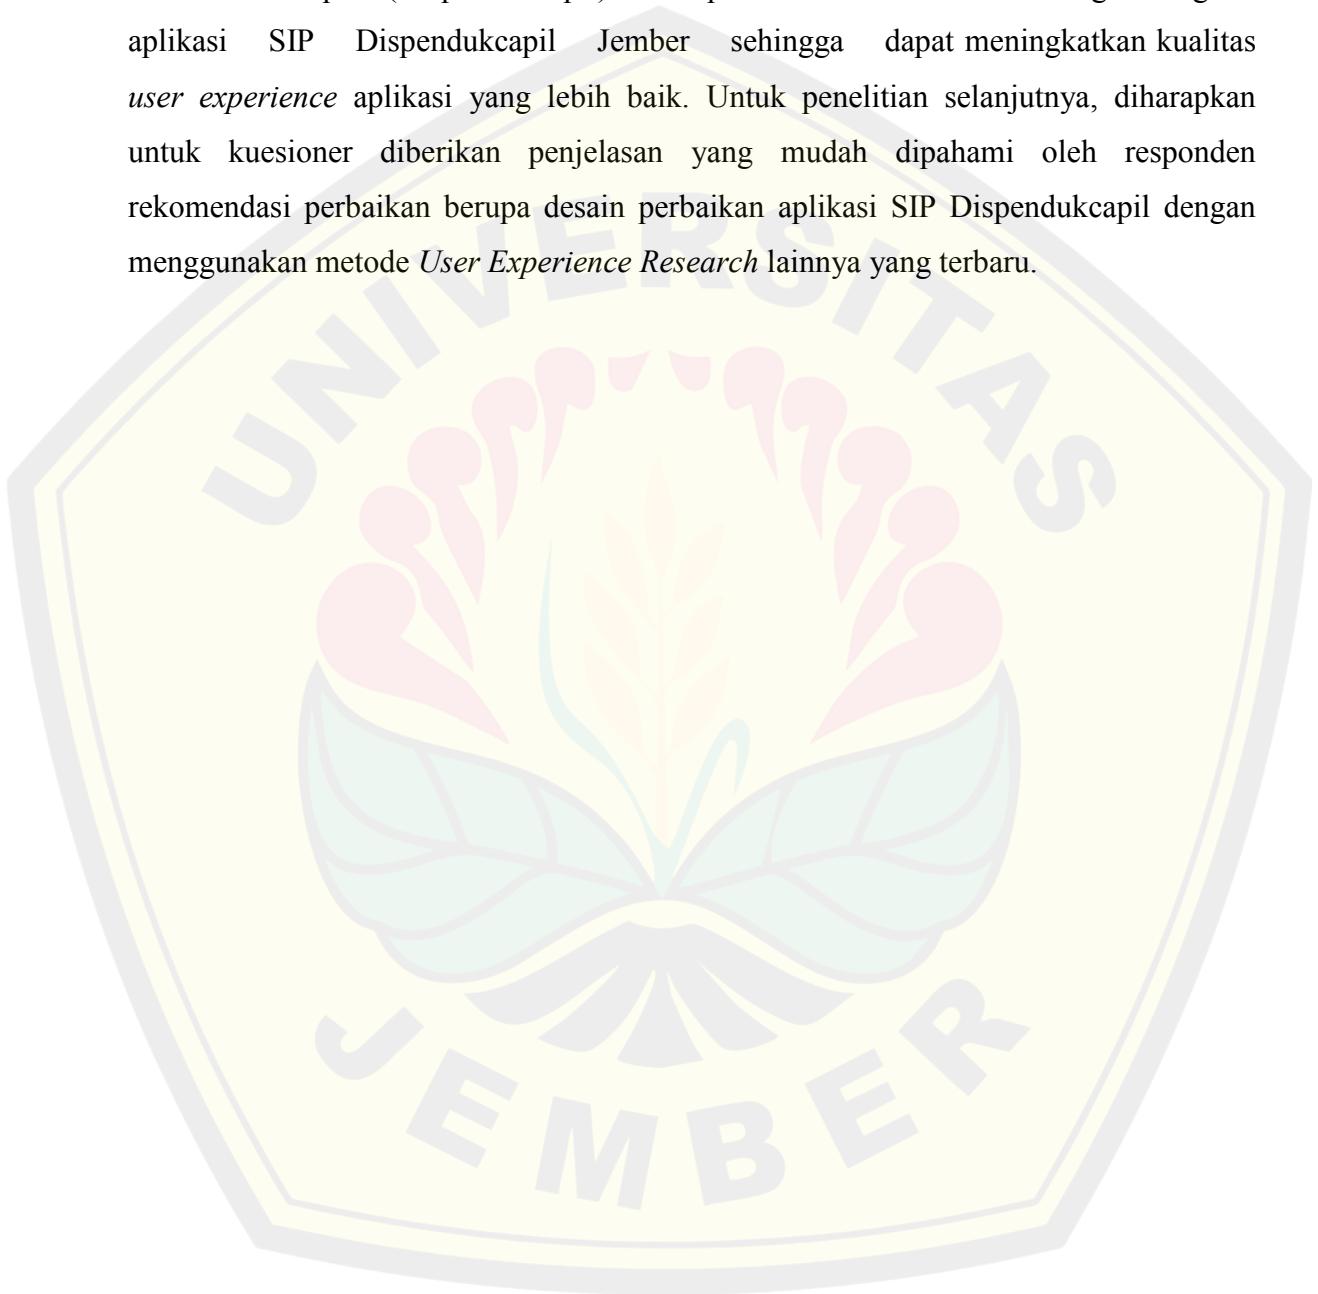 aplikasi SIP Dispendukcapil Jember sehingga dapat meningkatkan kualitas
user experience aplikasi yang lebih baik. Untuk penelitian selanjutnya, diharapkan
untuk kuesioner diberikan penjelasan yang mudah dipahami oleh responden
rekomendasi perbaikan berupa desain perbaikan aplikasi SIP Dispendukcapil dengan
menggunakan metode User Experience Research lainnya yang terbaru.
UNIVERSITAS
JEMBER